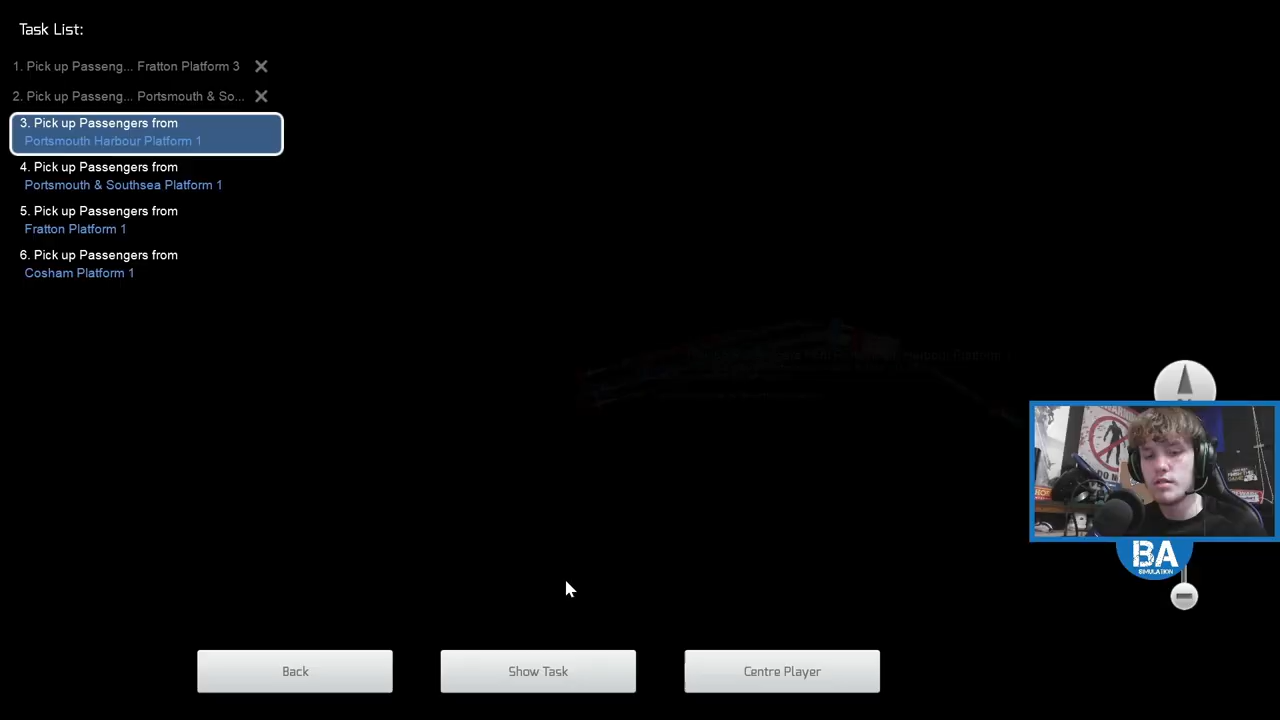 Task List:
1. Pick up Passeng... Fratton Platform 3
2. Pick up Passeng... Portsmouth & So...
3. Pick up Passengers from
Portsmouth Harbour Platform 1
4. Pick up Passengers from
Portsmouth & Southsea Platform 1
5. Pick up Passengers from
Fratton Platform 1
6. Pick up Passengers from
Cosham Platform 1
BA
SIMULATION
Back
Show Task
Centre Player